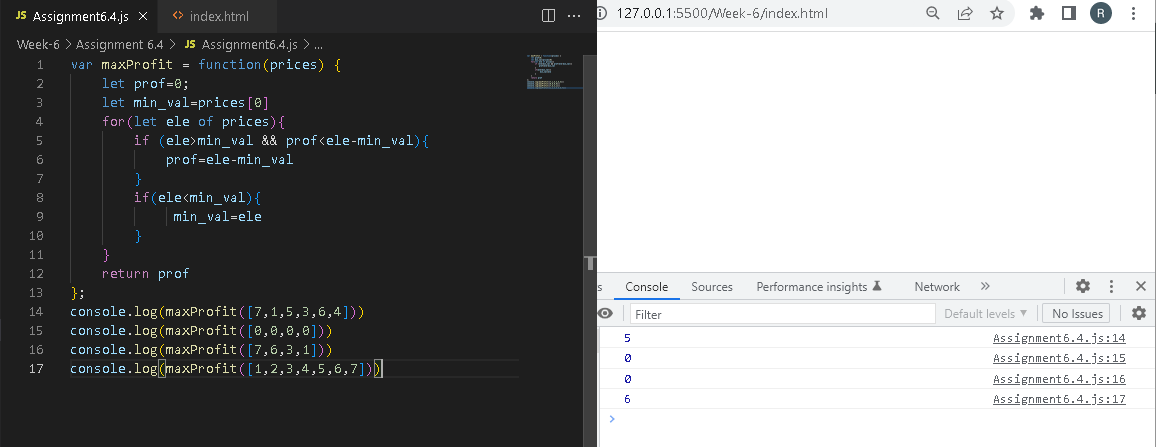 JS Assignment6.4.js × <> index.html ···
Week-6 > Assignment 6.4 > JS Assignment6.4.js > ...
1 var maxProfit = function(prices) {
2 let prof=0;
3 let min_val=prices[0]
4 for(let ele of prices){
5 if (ele>min_val && prof<ele-min_val){
6 prof=ele-min_val
7 }
8 if(ele<min_val){
9 min_val=ele
10 }
11 }
12 return prof
13 };
14 console.log(maxProfit([7,1,5,3,6,4]))
15 console.log(maxProfit([0,0,0,0]))
16 console.log(maxProfit([7,6,3,1]))
17 console.log(maxProfit([1,2,3,4,5,6,7]))
127.0.0.1:5500/Week-6/index.html R
s Console Sources Performance insights Network »
Filter Default levels ▼ No Issues
5 Assignment6.4.js:14
0 Assignment6.4.js:15
0 Assignment6.4.js:16
6 Assignment6.4.js:17
>